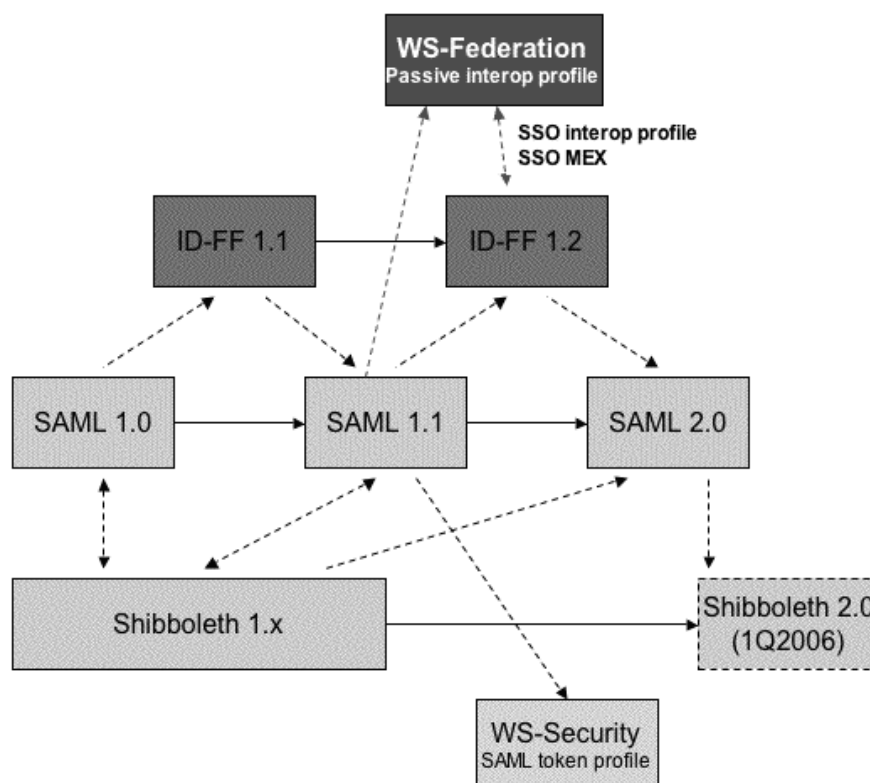 WS-Federation
Passive interop profile
SSO interop profile
SSO MEX
ID-FF 1.1
ID-FF 1.2
SAML 1.0
SAML 1.1
SAML 2.0
Shibboleth 1.x
Shibboleth 2.0
(1Q2006)
WS-Security
SAML token profile